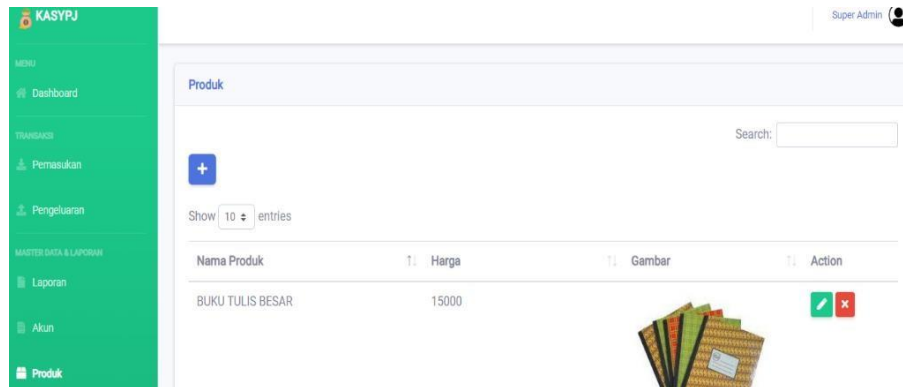 KASYPJ
Super Admin
MENU
Dashboard
TRANSAKSI
Pemasukan
Pengeluaran
MASTER DATA & LAPORAN
Laporan
Akun
Produk
Produk
Search:
+
Show 10 entries
Nama Produk Harga Gambar Action
BUKU TULIS BESAR 15000